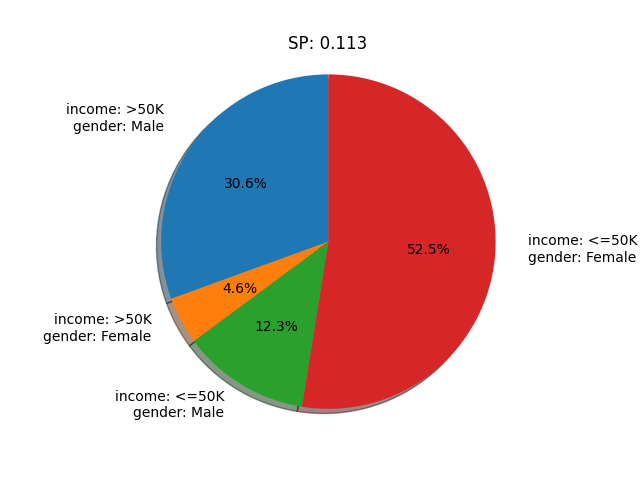 SP: 0.113
income: >50K
gender: Male
30.6%
income: <=50K
gender: Female
52.5%
4.6%
income: >50K
gender: Female
12.3%
income: <=50K
gender: Male